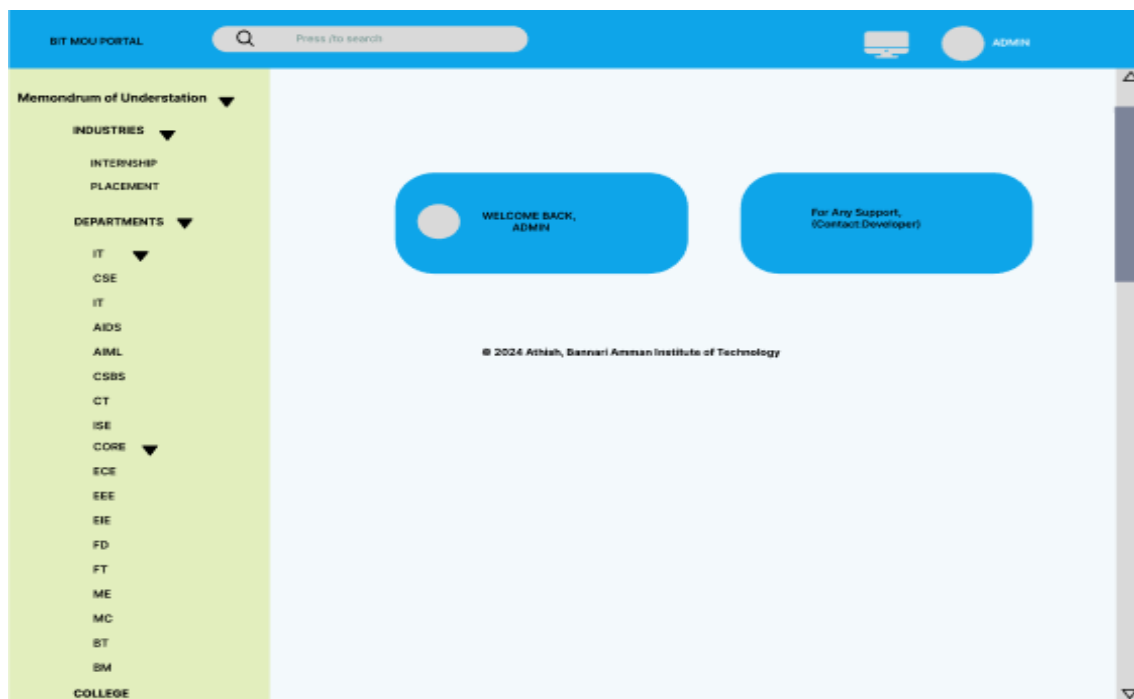 BIT MOU PORTAL
Press /to search
ADMIN
Memondrum of Understation
INDUSTRIES
INTERNSHIP
PLACEMENT
DEPARTMENTS
IT
CSE
IT
AIDS
AIML
CSBS
CT
ISE
CORE
ECE
EEE
EIE
FD
FT
ME
MC
BT
BM
COLLEGE
WELCOME BACK,
ADMIN
For Any Support,
(Contact:Developer)
© 2024 Athish, Bannari Amman Institute of Technology